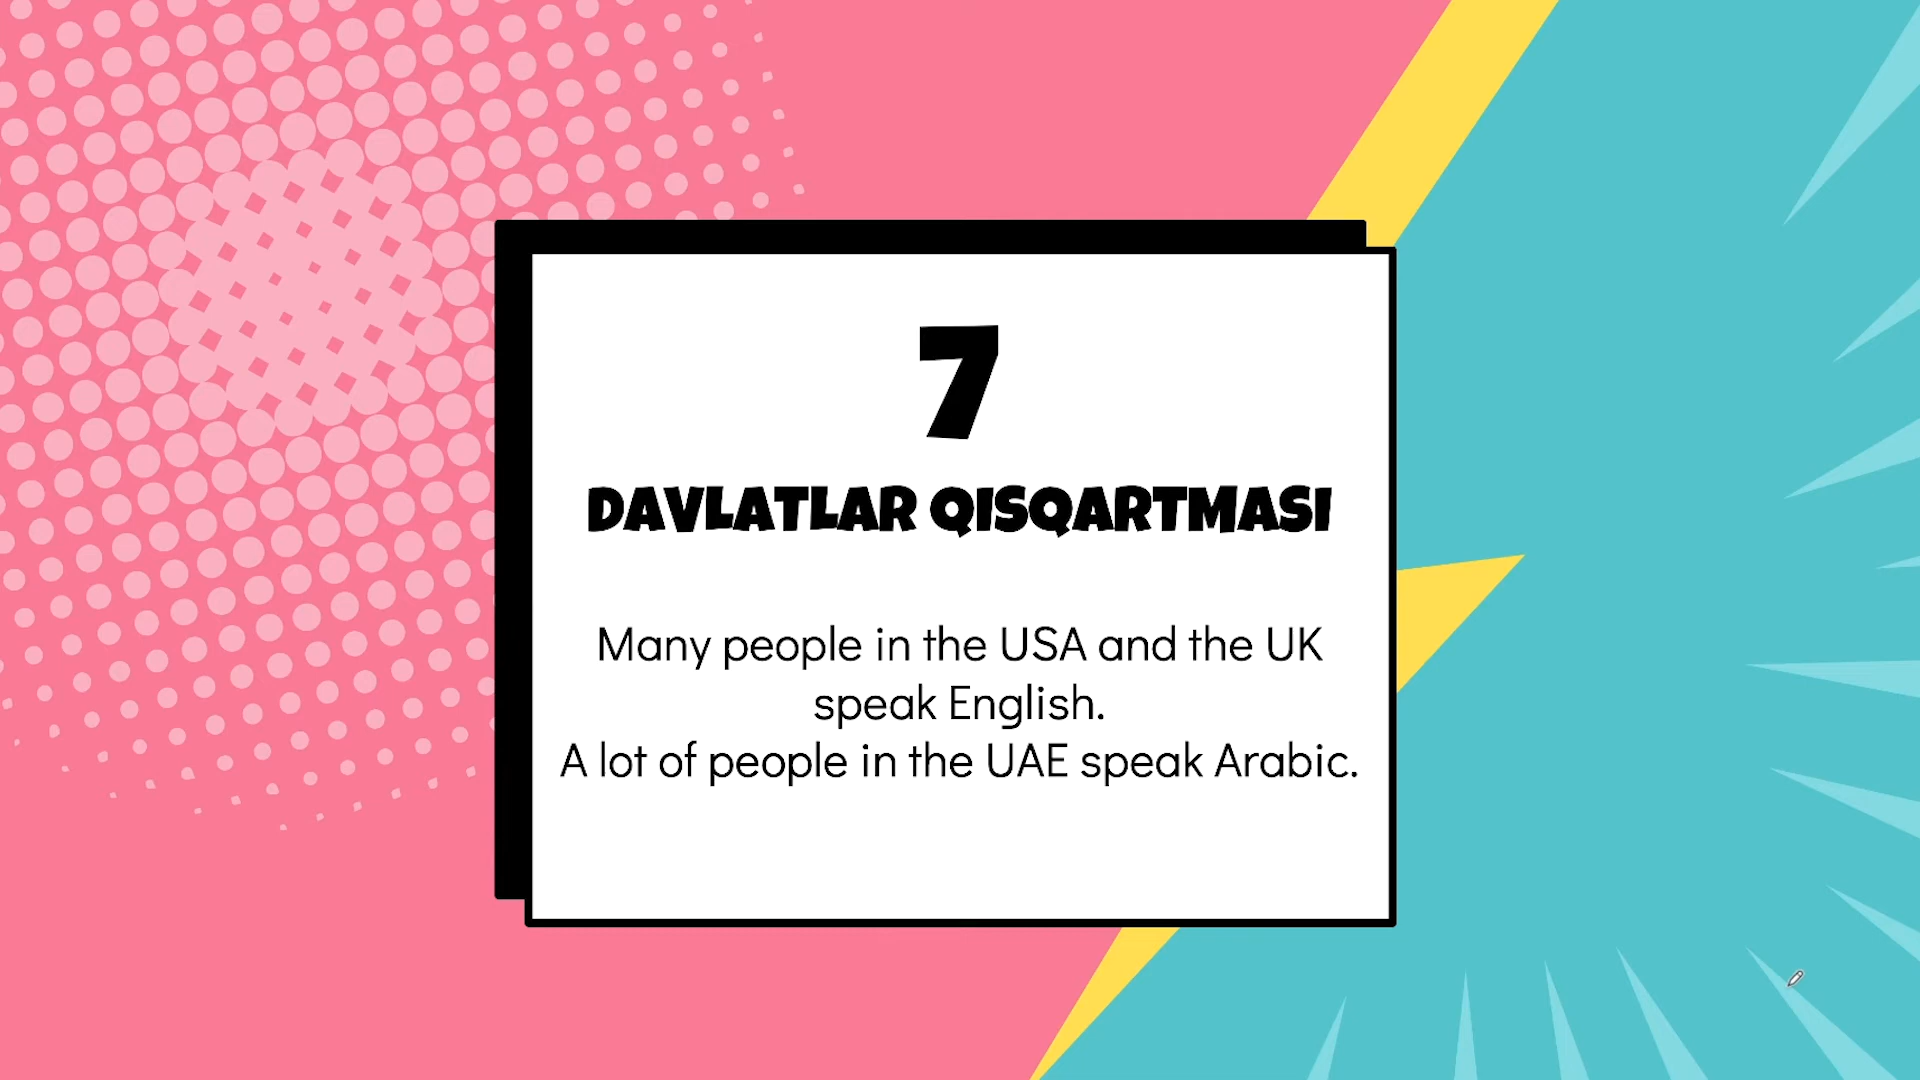 7
DAVLATLAR QISQARTMASI
Many people in the USA and the UK
speak English.
A lot of people in the UAE speak Arabic.